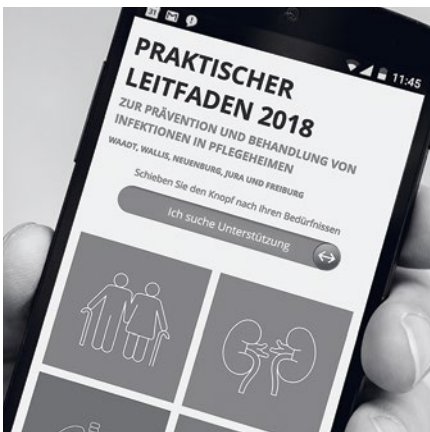 31
11:45
PRAKTISCHER
LEITFADEN 2018
ZUR PRÄVENTION UND BEHANDLUNG VON
INFEKTIONEN IN PFLEGEHEIMEN
WAADT, WALLIS, NEUENBURG, JURA UND FREIBURG
Schieben Sie den Knopf nach ihren Bedürfnissen
Ich suche Unterstützung